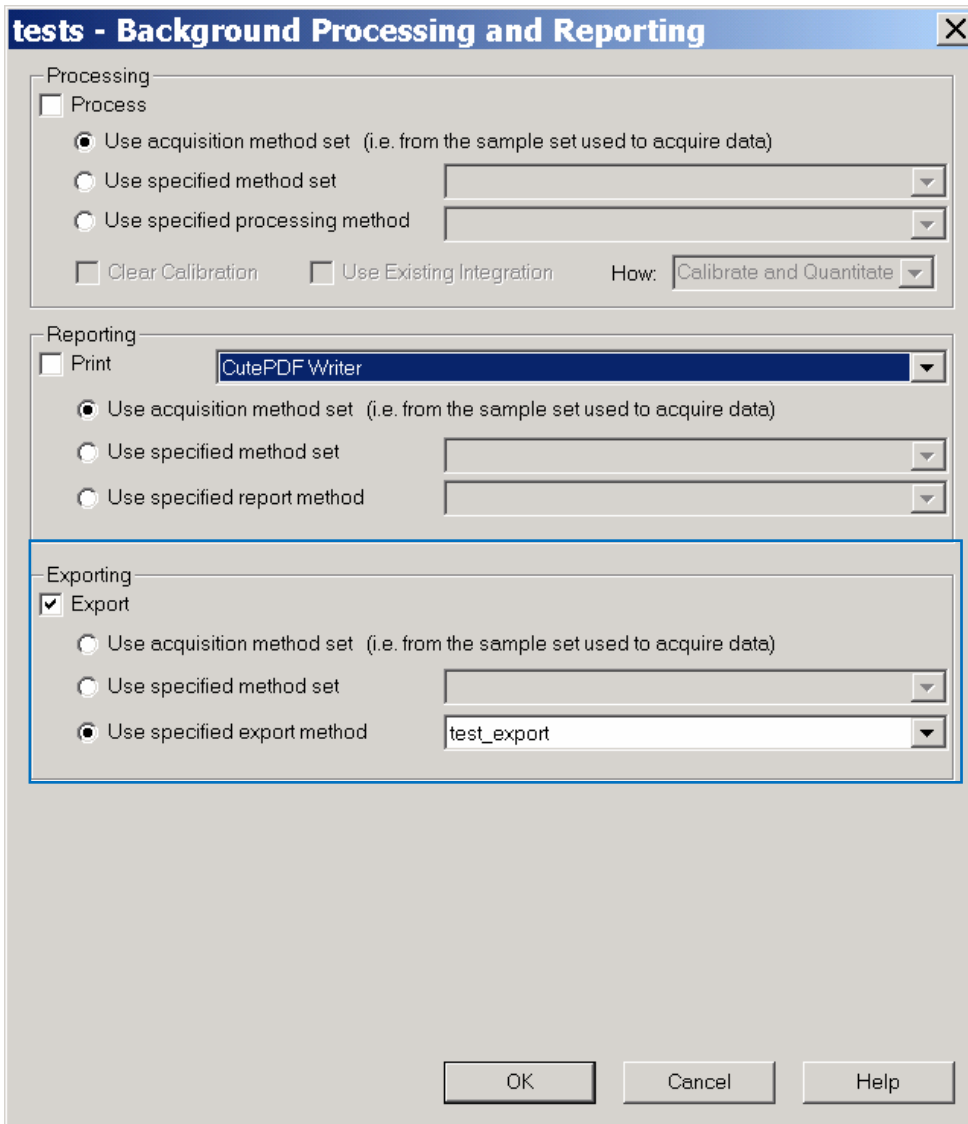 tests - Background Processing and Reporting
Processing
Process
Use acquisition method set (i.e. from the sample set used to acquire data)
Use specified method set
Use specified processing method
Clear Calibration Use Existing Integration How: Calibrate and Quantitate
Reporting
Print CutePDF Writer
Use acquisition method set (i.e. from the sample set used to acquire data)
Use specified method set
Use specified report method
Exporting
Export
Use acquisition method set (i.e. from the sample set used to acquire data)
Use specified method set
Use specified export method test_export
OK Cancel Help